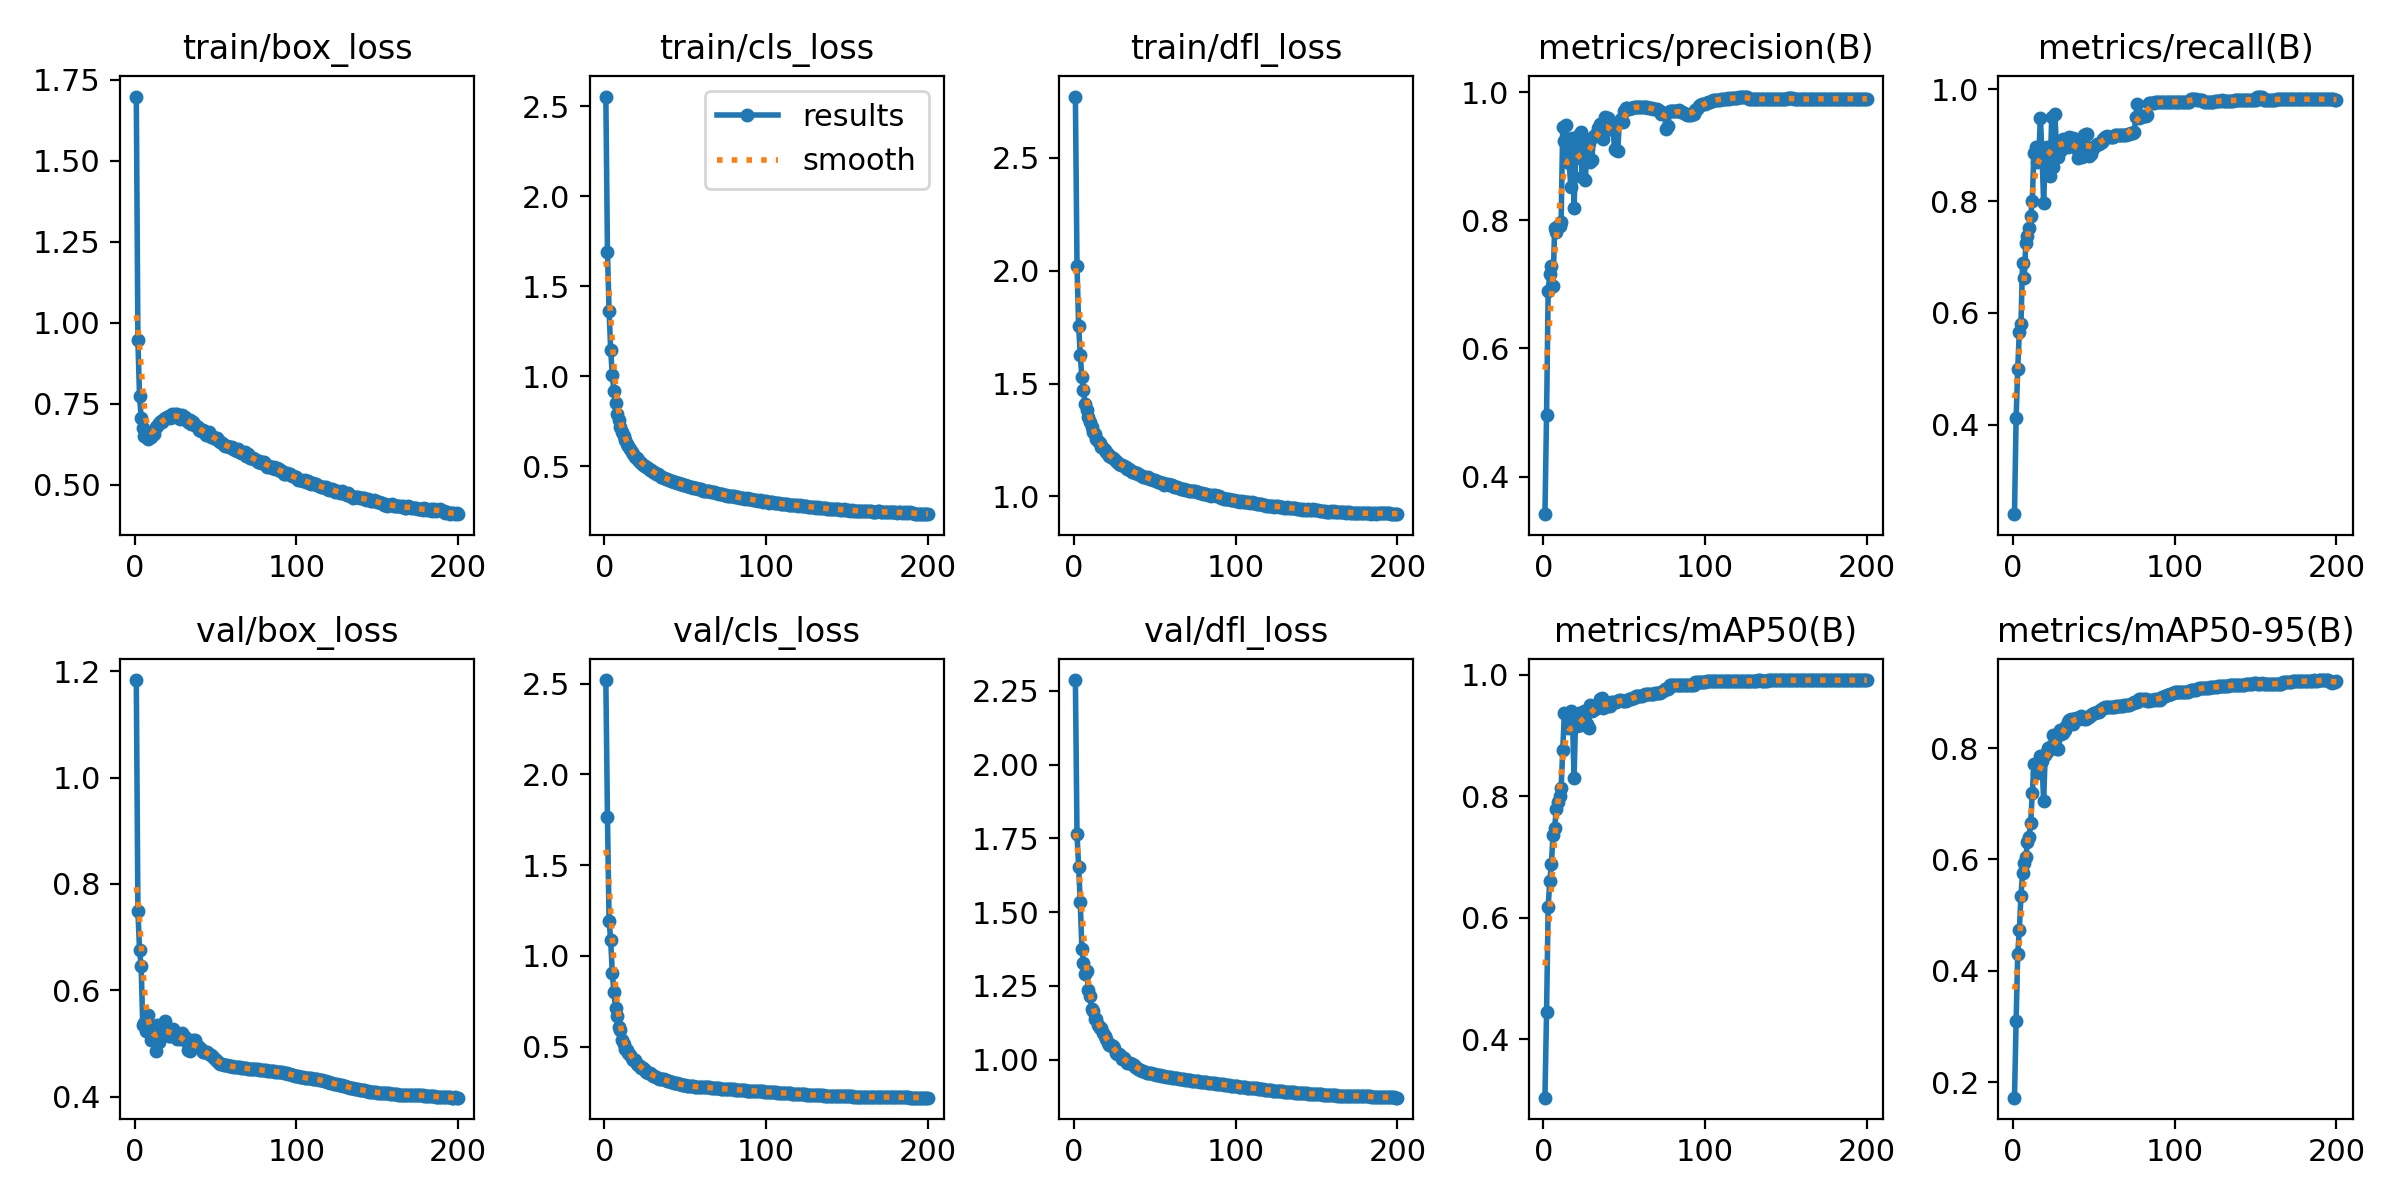 train/box_loss
1.75
1.50
1.25
1.00
0.75
0.50
0 100 200
train/cls_loss
results
smooth
2.5
2.0
1.5
1.0
0.5
0 100 200
train/dfl_loss
2.5
2.0
1.5
1.0
0 100 200
metrics/precision(B)
1.0
0.8
0.6
0.4
0 100 200
metrics/recall(B)
1.0
0.8
0.6
0.4
0 100 200
val/box_loss
1.2
1.0
0.8
0.6
0.4
0 100 200
val/cls_loss
2.5
2.0
1.5
1.0
0.5
0 100 200
val/dfl_loss
2.25
2.00
1.75
1.50
1.25
1.00
0 100 200
metrics/mAP50(B)
1.0
0.8
0.6
0.4
0 100 200
metrics/mAP50-95(B)
0.8
0.6
0.4
0.2
0 100 200